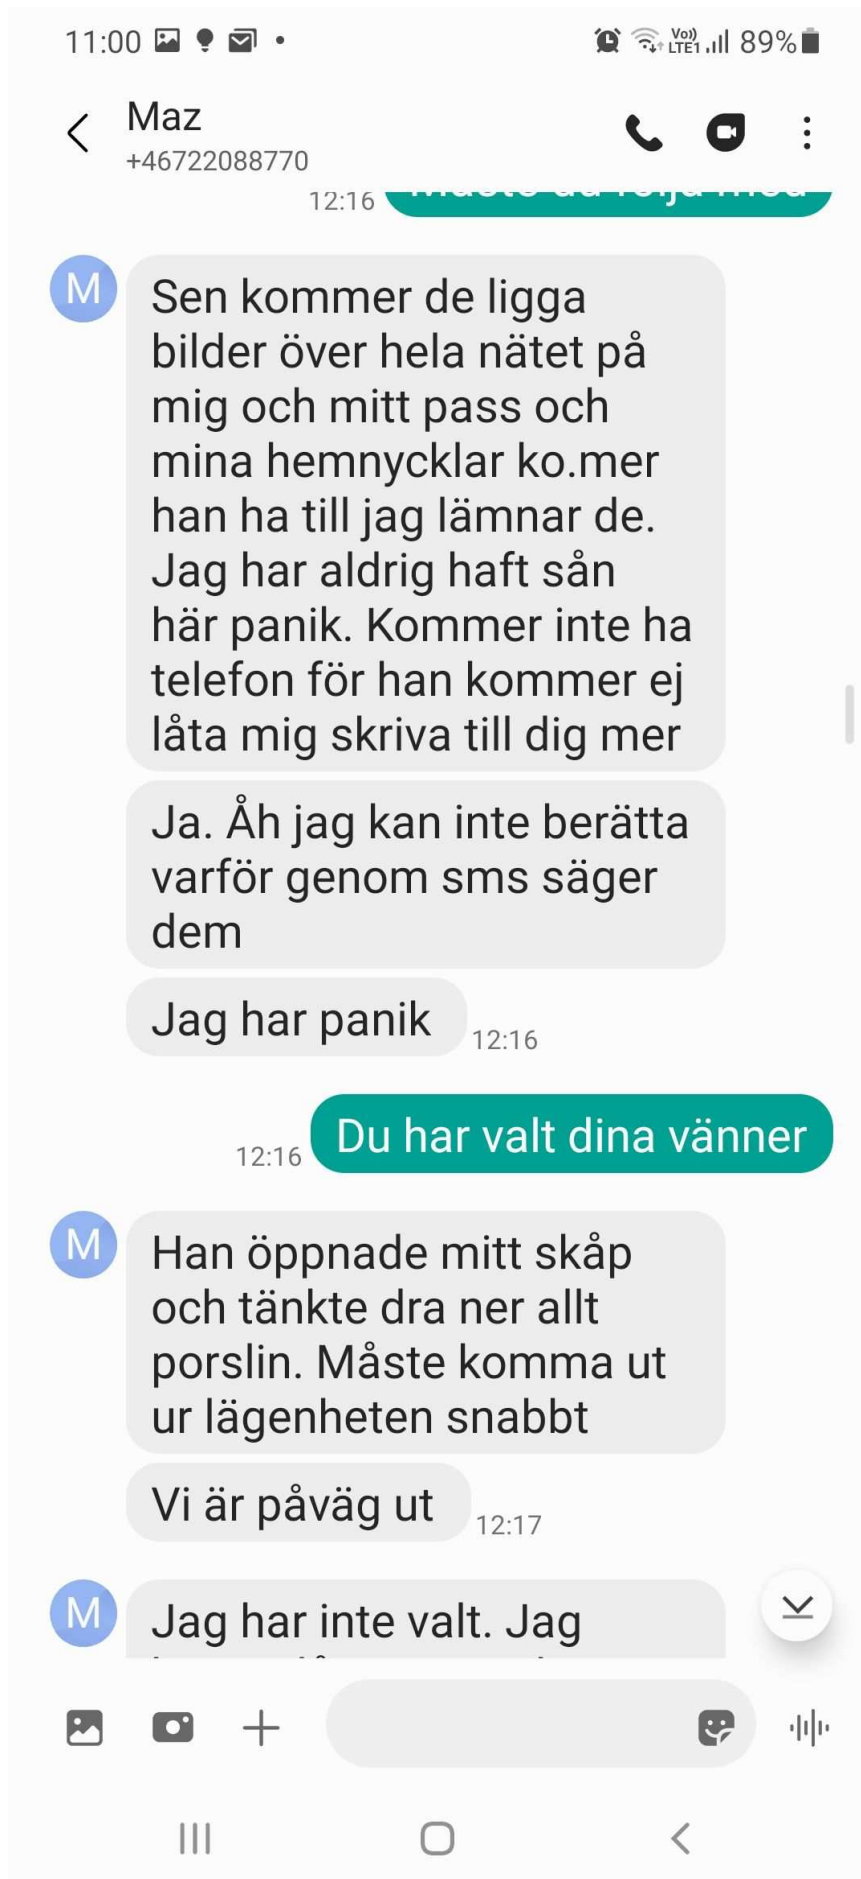 11:00
Vo))
LTE1
89%
Maz
+46722088770
12:16
M
Sen kommer de ligga
bilder över hela nätet på
mig och mitt pass och
mina hemnycklar ko.mer
han ha till jag lämnar de.
Jag har aldrig haft sån
här panik. Kommer inte ha
telefon för han kommer ej
låta mig skriva till dig mer
Ja. Åh jag kan inte berätta
varför genom sms säger
dem
Jag har panik
12:16
Du har valt dina vänner
12:16
M
Han öppnade mitt skåp
och tänkte dra ner allt
porslin. Måste komma ut
ur lägenheten snabbt
Vi är påväg ut
12:17
M
Jag har inte valt. Jag